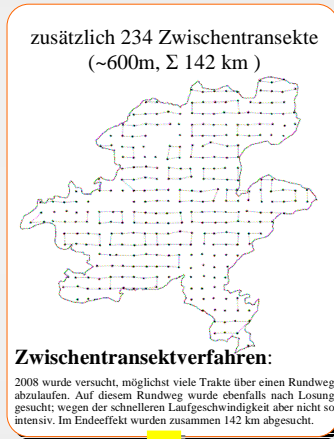 zusätzlich 234 Zwischentransekte
(~600m, Σ 142 km )
Zwischentransektverfahren:
2008 wurde versucht, möglichst viele Trakte über einen Rundweg
abzulaufen. Auf diesem Rundweg wurde ebenfalls nach Losung
gesucht; wegen der schnelleren Laufgeschwindigkeit aber nicht so
intensiv. Im Endeffekt wurden zusammen 142 km abgesucht.